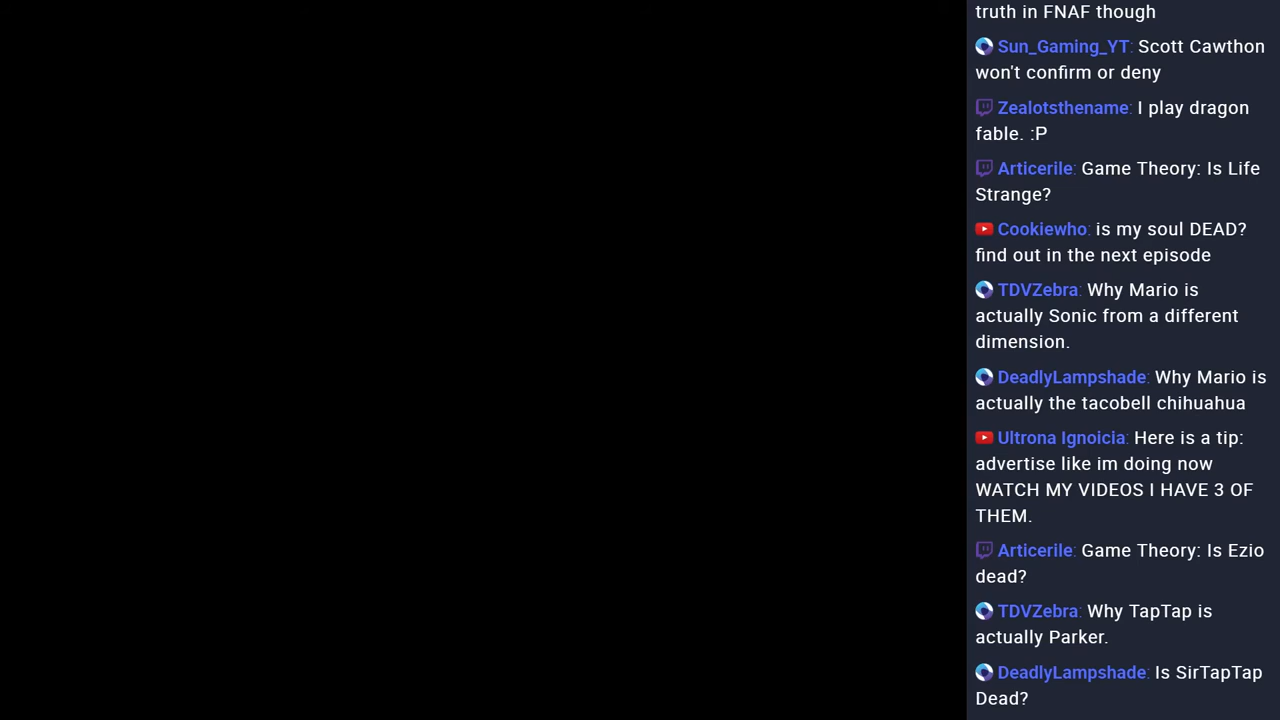 truth in FNAF though
Sun_Gaming_YT: Scott Cawthon
won't confirm or deny
Zealotsthename: I play dragon
fable. :P
Articerile: Game Theory: Is Life
Strange?
Cookiewho: is my soul DEAD?
find out in the next episode
TDVZebra: Why Mario is
actually Sonic from a different
dimension.
DeadlyLampshade: Why Mario is
actually the tacobell chihuahua
Ultrona Ignoicia: Here is a tip:
advertise like im doing now
WATCH MY VIDEOS I HAVE 3 OF
THEM.
Articerile: Game Theory: Is Ezio
dead?
TDVZebra: Why TapTap is
actually Parker.
DeadlyLampshade: Is SirTapTap
Dead?